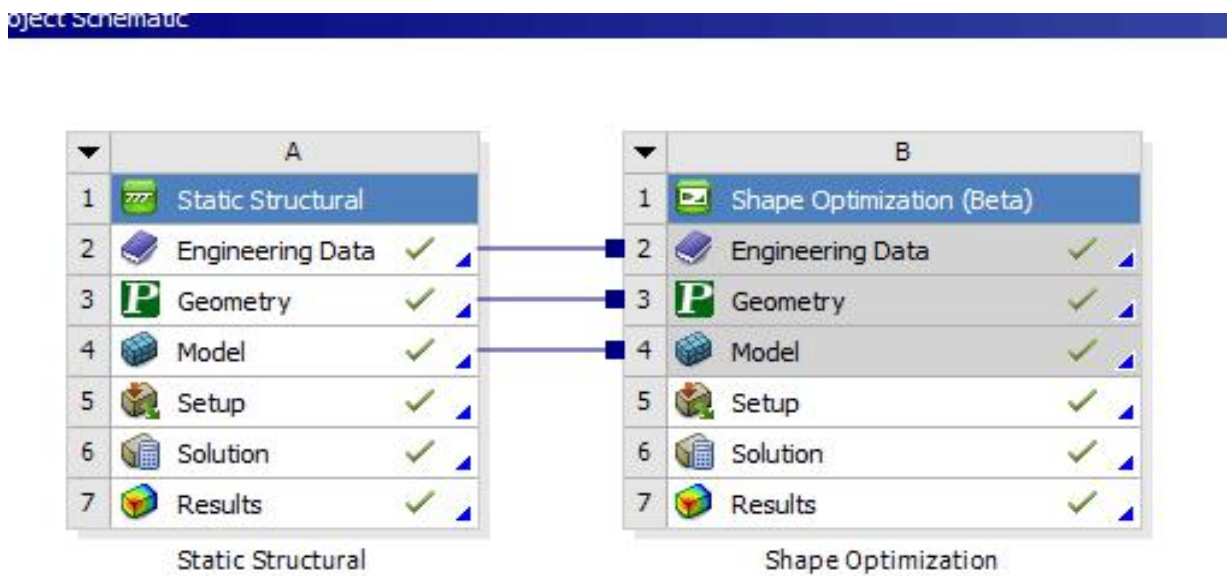 oject Schematic
A
1 Static Structural
2 Engineering Data
3 P Geometry
4 Model
5 Setup
6 Solution
7 Results
Static Structural
B
1 Shape Optimization (Beta)
2 Engineering Data
3 P Geometry
4 Model
5 Setup
6 Solution
7 Results
Shape Optimization